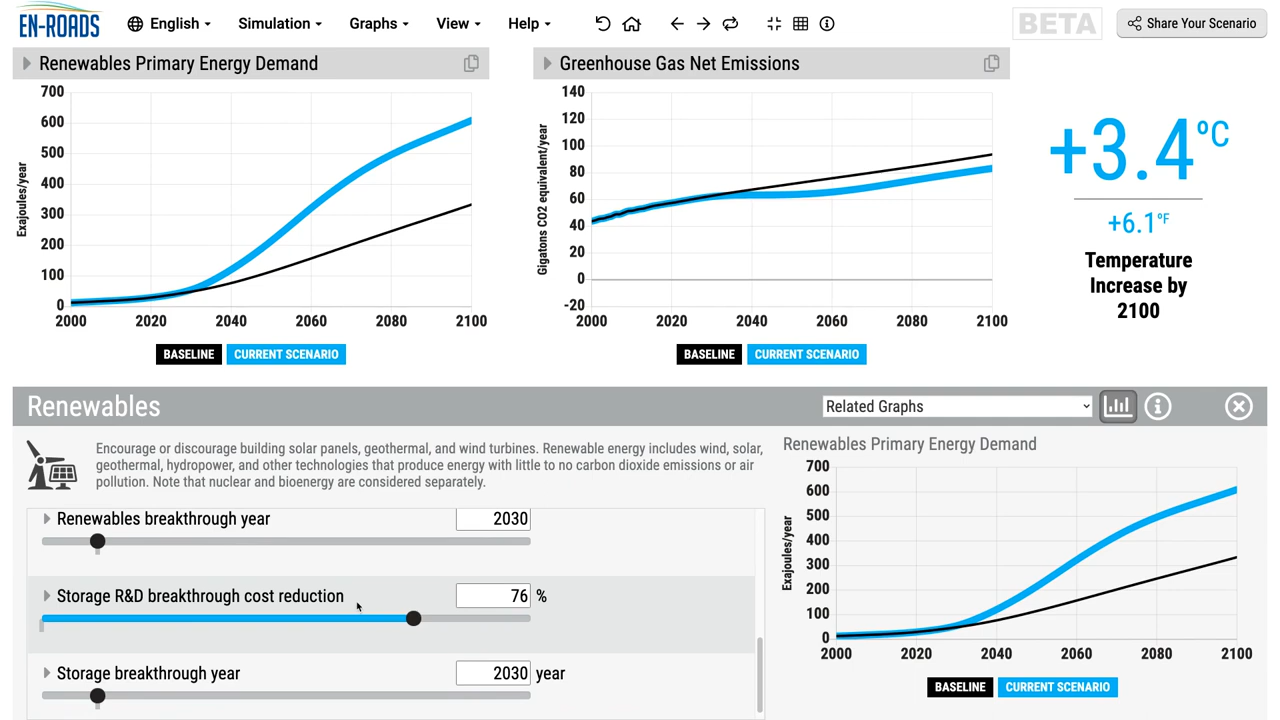 EN-ROADS
English
Simulation
Graphs
View
Help
BETA
Share Your Scenario
Renewables Primary Energy Demand
700
600
500
400
300
200
100
0
Exajoules/year
2000 2020 2040 2060 2080 2100
BASELINE CURRENT SCENARIO
Greenhouse Gas Net Emissions
140
120
100
80
60
40
20
0
-20
Gigatons CO2 equivalent/year
2000 2020 2040 2060 2080 2100
BASELINE CURRENT SCENARIO
+3.4 ºC
+6.1 ºF
Temperature
Increase by
2100
Renewables
Related Graphs
Encourage or discourage building solar panels, geothermal, and wind turbines. Renewable energy includes wind, solar,
geothermal, hydropower, and other technologies that produce energy with little to no carbon dioxide emissions or air
pollution. Note that nuclear and bioenergy are considered separately.
Renewables breakthrough year 2030
Storage R&D breakthrough cost reduction 76 %
Storage breakthrough year 2030 year
Renewables Primary Energy Demand
700
600
500
400
300
200
100
0
Exajoules/year
2000 2020 2040 2060 2080 2100
BASELINE CURRENT SCENARIO